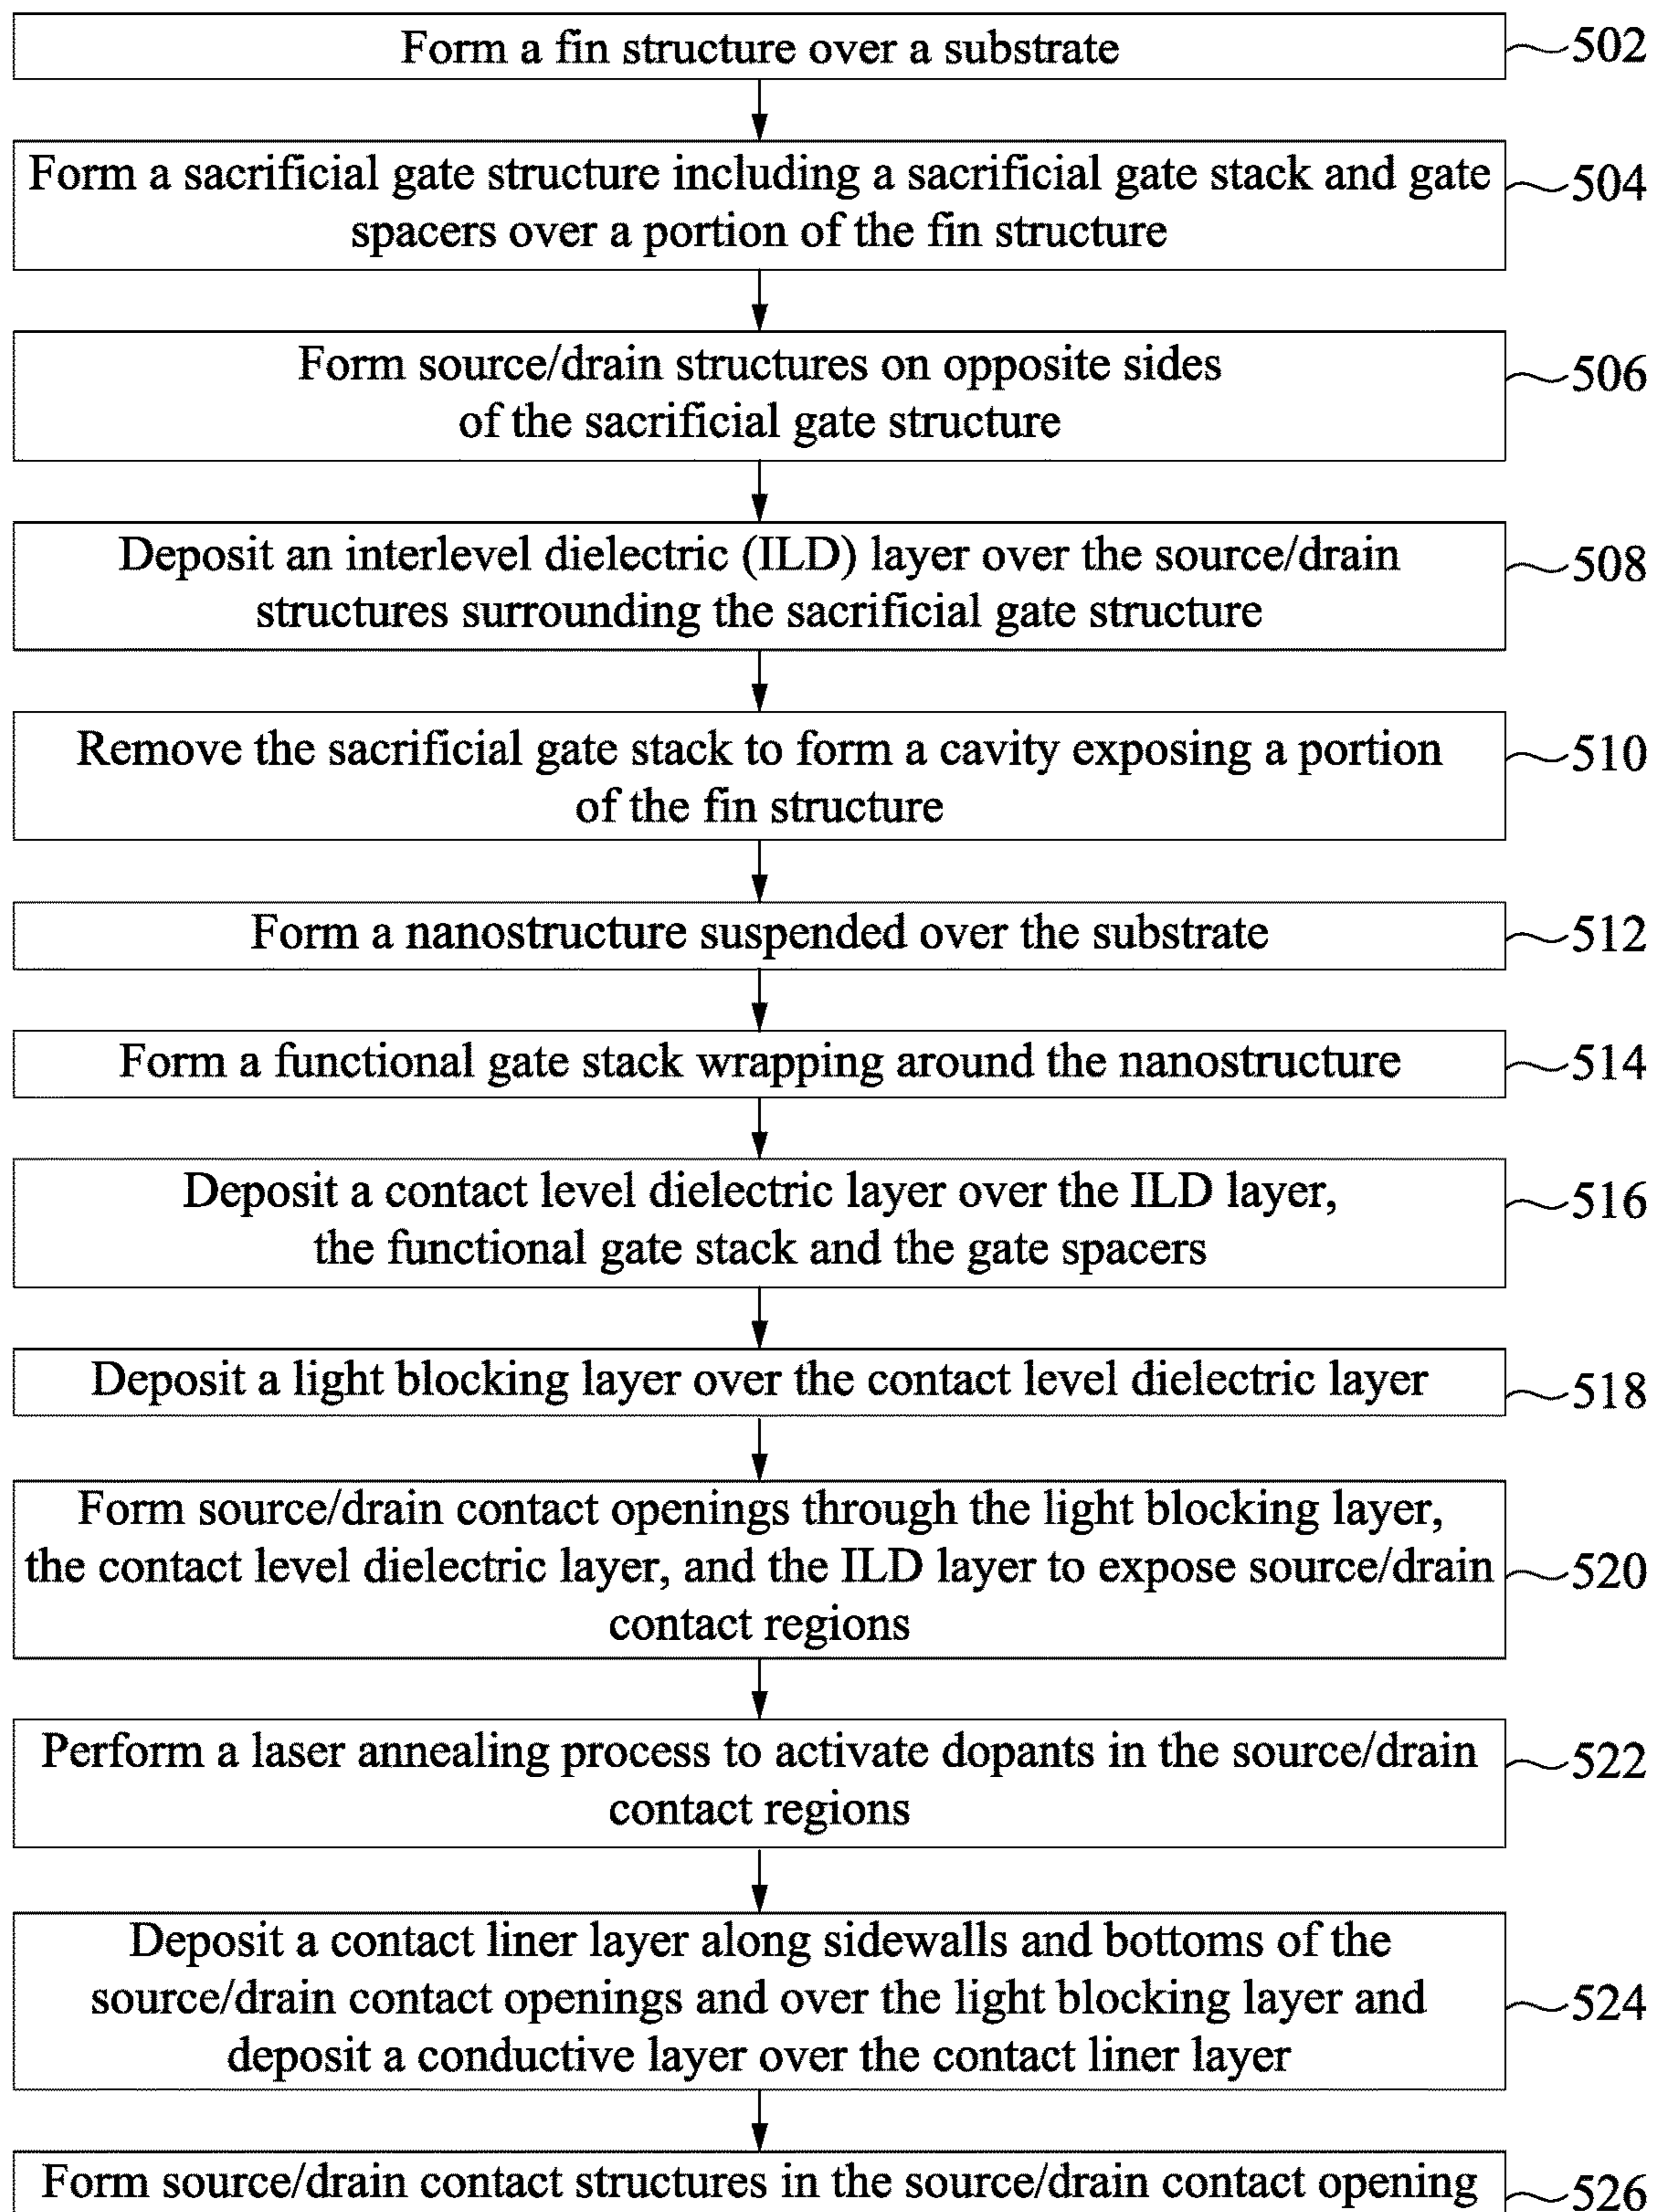 Form a fin structure over a substrate
502
Form a sacrificial gate structure including a sacrificial gate stack and gate
spacers over a portion of the fin structure
504
Form source/drain structures on opposite sides
of the sacrificial gate structure
506
Deposit an interlevel dielectric (ILD) layer over the source/drain
structures surrounding the sacrificial gate structure
508
Remove the sacrificial gate stack to form a cavity exposing a portion
of the fin structure
510
Form a nanostructure suspended over the substrate
512
Form a functional gate stack wrapping around the nanostructure
514
Deposit a contact level dielectric layer over the ILD layer,
the functional gate stack and the gate spacers
516
Deposit a light blocking layer over the contact level dielectric layer
518
Form source/drain contact openings through the light blocking layer,
the contact level dielectric layer, and the ILD layer to expose source/drain
contact regions
520
Perform a laser annealing process to activate dopants in the source/drain
contact regions
522
Deposit a contact liner layer along sidewalls and bottoms of the
source/drain contact openings and over the light blocking layer and
deposit a conductive layer over the contact liner layer
524
Form source/drain contact structures in the source/drain contact opening
526